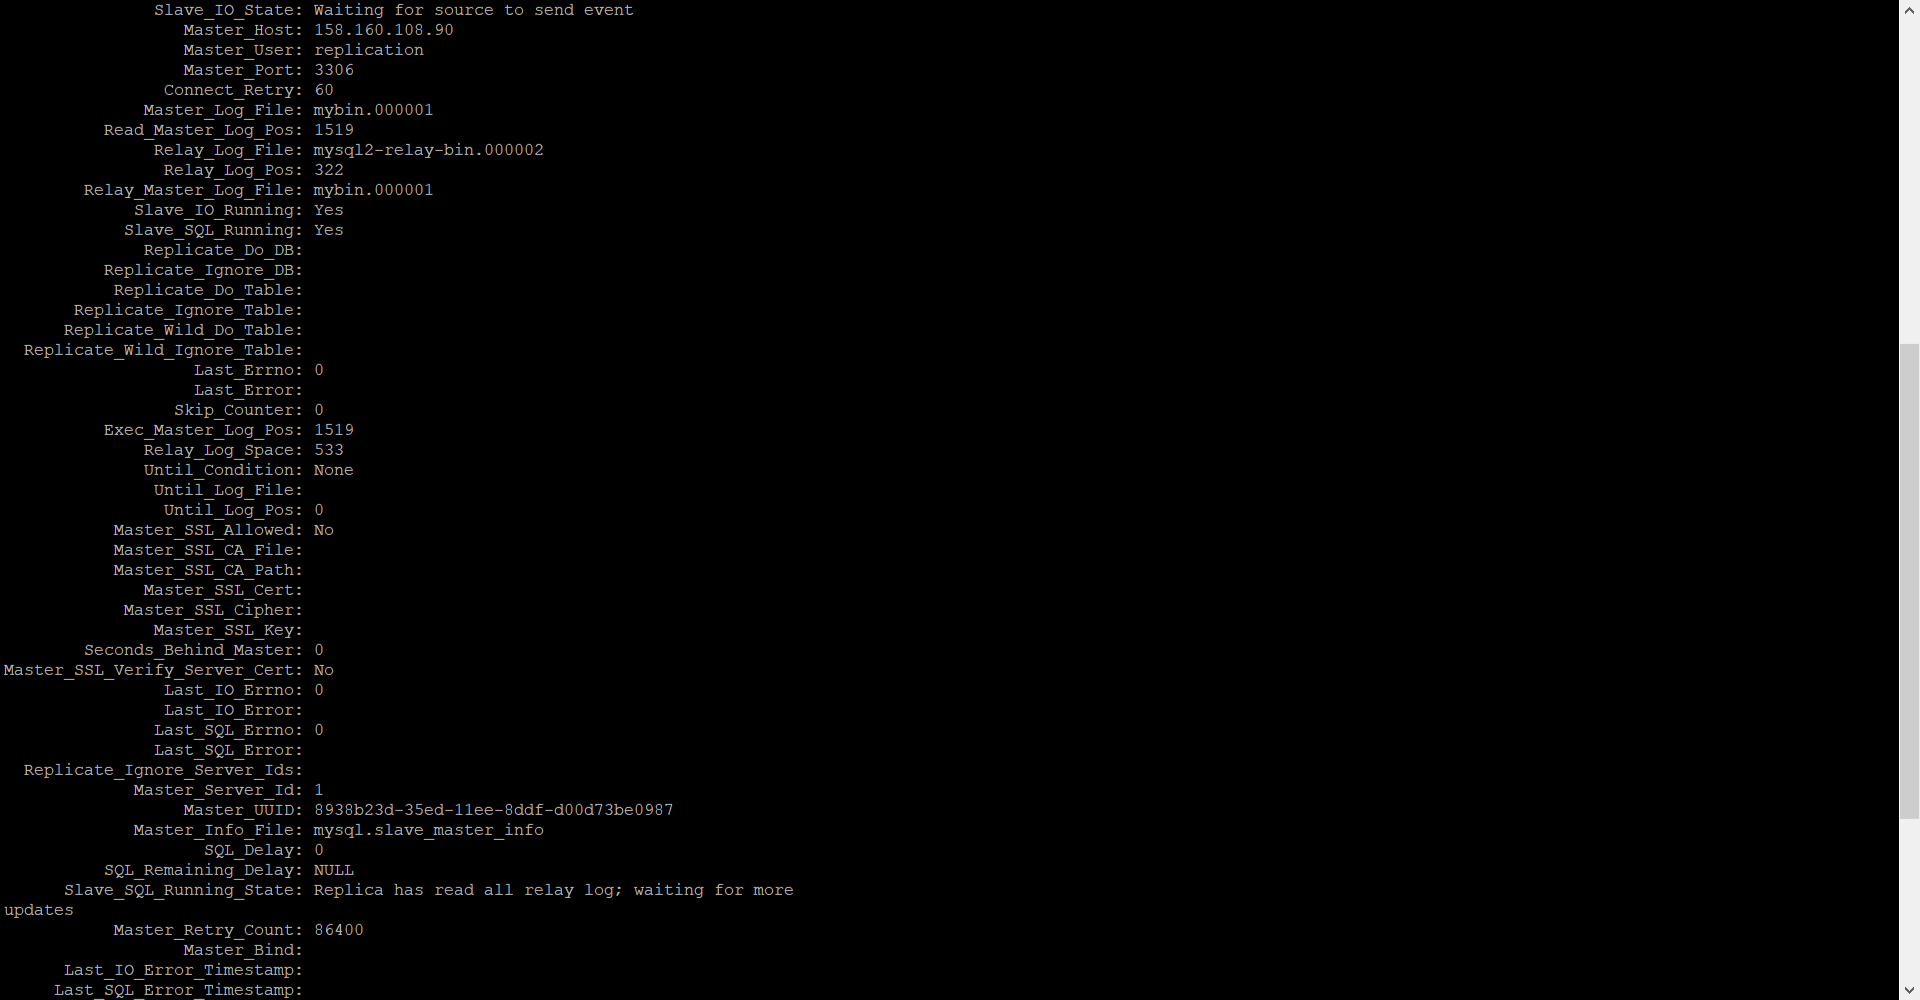 Slave_IO_State: Waiting for source to send event
Master_Host: 158.160.108.90
Master_User: replication
Master_Port: 3306
Connect_Retry: 60
Master_Log_File: mybin.000001
Read_Master_Log_Pos: 1519
Relay_Log_File: mysql2-relay-bin.000002
Relay_Log_Pos: 322
Relay_Master_Log_File: mybin.000001
Slave_IO_Running: Yes
Slave_SQL_Running: Yes
Replicate_Do_DB:
Replicate_Ignore_DB:
Replicate_Do_Table:
Replicate_Ignore_Table:
Replicate_Wild_Do_Table:
Replicate_Wild_Ignore_Table:
Last_Errno: 0
Last_Error:
Skip_Counter: 0
Exec_Master_Log_Pos: 1519
Relay_Log_Space: 533
Until_Condition: None
Until_Log_File:
Until_Log_Pos: 0
Master_SSL_Allowed: No
Master_SSL_CA_File:
Master_SSL_CA_Path:
Master_SSL_Cert:
Master_SSL_Cipher:
Master_SSL_Key:
Seconds_Behind_Master: 0
Master_SSL_Verify_Server_Cert: No
Last_IO_Errno: 0
Last_IO_Error:
Last_SQL_Errno: 0
Last_SQL_Error:
Replicate_Ignore_Server_Ids:
Master_Server_Id: 1
Master_UUID: 8938b23d-35ed-11ee-8ddf-d00d73be0987
Master_Info_File: mysql.slave_master_info
SQL_Delay: 0
SQL_Remaining_Delay: NULL
Slave_SQL_Running_State: Replica has read all relay log; waiting for more
updates
Master_Retry_Count: 86400
Master_Bind:
Last_IO_Error_Timestamp:
Last_SQL_Error_Timestamp: